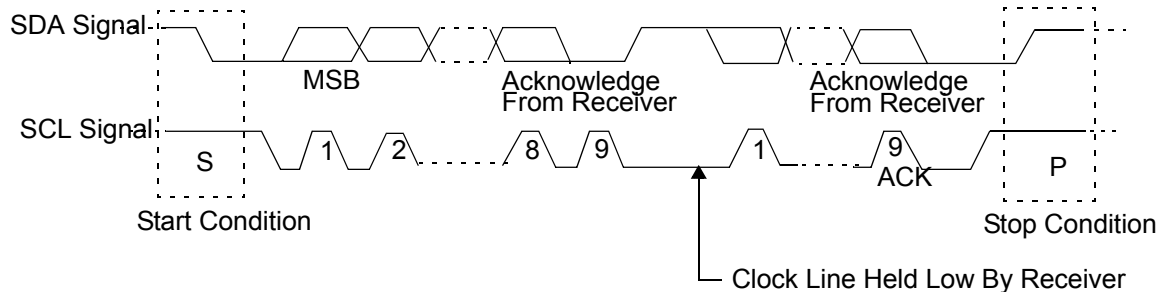 SDA Signal
MSB
Acknowledge
From Receiver
Acknowledge
From Receiver
SCL Signal
S
1
2
8
9
1
9
ACK
P
Start Condition
Stop Condition
Clock Line Held Low By Receiver